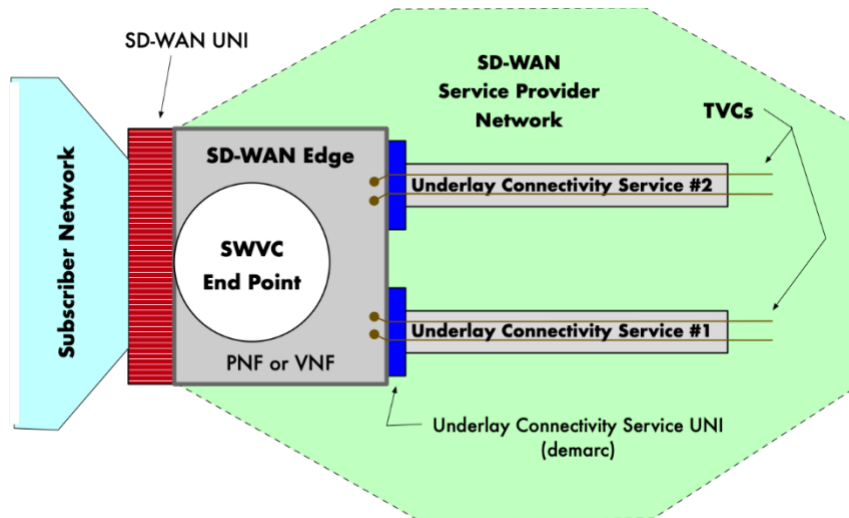 SD-WAN UNI
SD-WAN
Service Provider
Network
TVCs
Subscriber Network
SD-WAN Edge
Underlay Connectivity Service #2
SWVC
End Point
Underlay Connectivity Service #1
PNF or VNF
Underlay Connectivity Service UNI
(demarc)